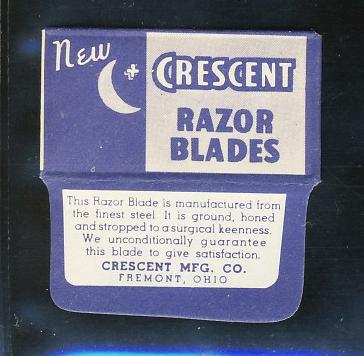 New
CRESCENT
RAZOR
BLADES
This Razor Blade is manufactured from
the finest steel. It is ground, honed
and stropped to a surgical keenness.
We unconditionally guarantee
this blade to give satisfaction.
CRESCENT MFG. CO.
FREMONT, OHIO